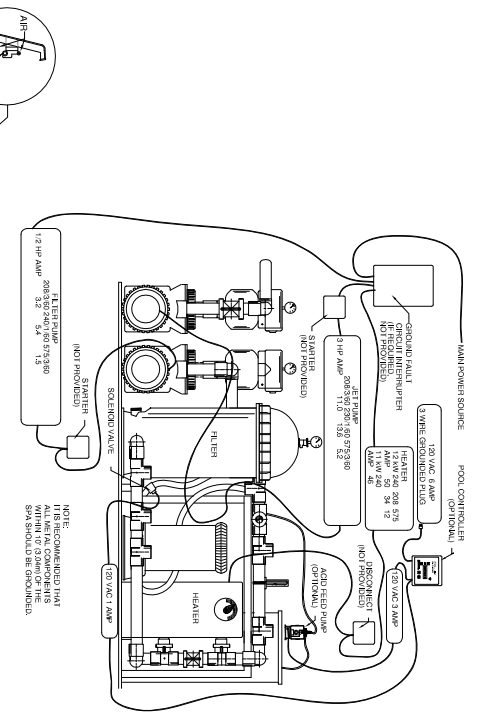 AIR
MAIN POWER SOURCE
POOL CONTROLLER
(OPTIONAL)
120 VAC 6 AMP
3 WIRE GROUNDED PLUG
GROUND FAULT
CIRCUIT INTERRUPTER
(IF REQUIRED,
NOT PROVIDED)
HEATER
12 kW 240 208 575
AMP 50 34 12
11 kW 240
AMP 46
JET PUMP
208/3/60 230/1/60 575/3/60
3 HP AMP 11.0 13.6 5.2
STARTER
(NOT PROVIDED)
DISCONNECT
(NOT PROVIDED)
120 VAC 3 AMP
ACID FEED PUMP
(OPTIONAL)
FILTER
HEATER
SOLENOID VALVE
120 VAC 1 AMP
STARTER
(NOT PROVIDED)
FILTER PUMP
208/3/60 240/1/60 575/3/60
1/2 HP AMP 3.2 5.4 1.5
NOTE:
IT IS RECOMMENDED THAT
ALL METAL COMPONENTS
WITHIN 10' (3,04m) OF THE
SPA SHOULD BE GROUNDED.